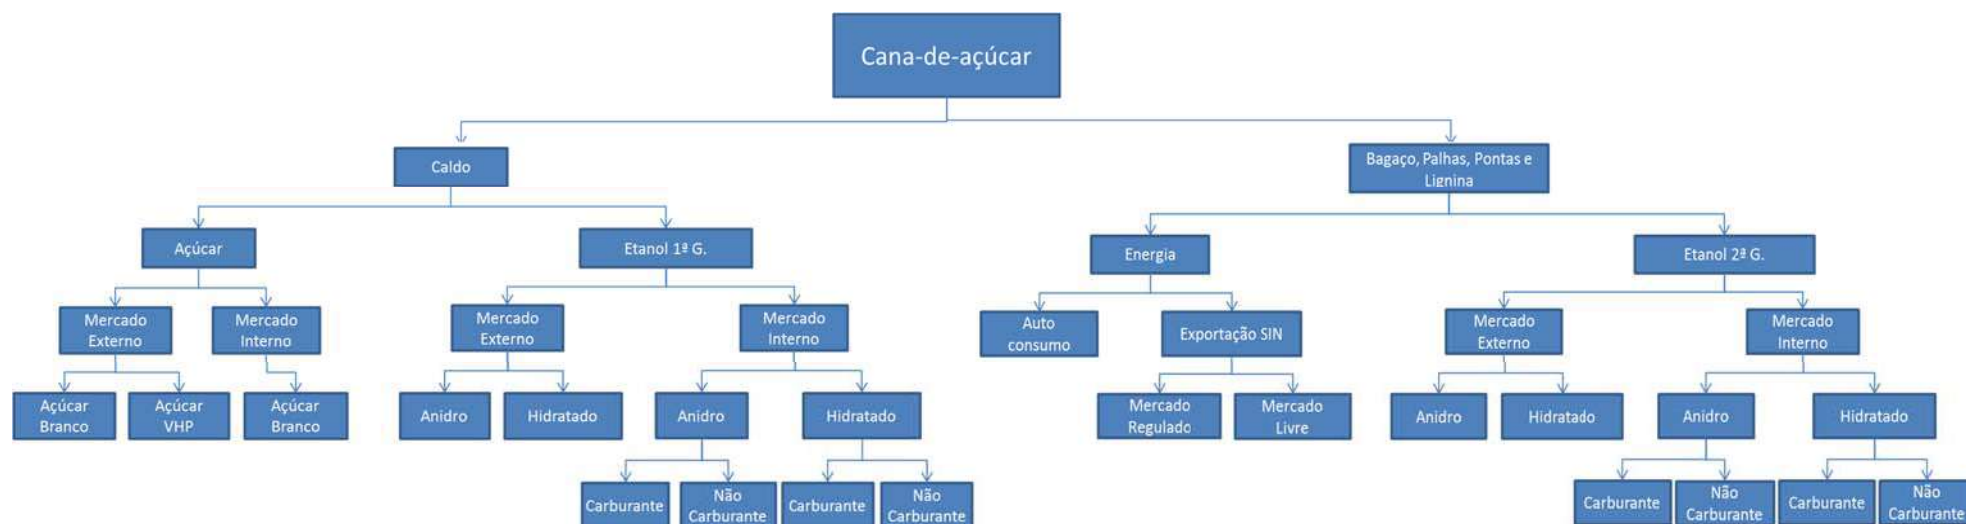 Cana-de-açúcar
Caldo
Bagaço, Palhas, Pontas e
Lignina
Açúcar
Etanol 1ª G.
Energia
Etanol 2ª G.
Mercado
Externo
Mercado
Interno
Mercado
Externo
Mercado
Interno
Auto
consumo
Exportação SIN
Mercado
Externo
Mercado
Interno
Açúcar
Branco
Açúcar
VHP
Açúcar
Branco
Anidro
Hidratado
Anidro
Hidratado
Mercado
Regulado
Mercado
Livre
Anidro
Hidratado
Anidro
Hidratado
Carburante
Não
Carburante
Carburante
Não
Carburante
Carburante
Não
Carburante
Carburante
Não
Carburante